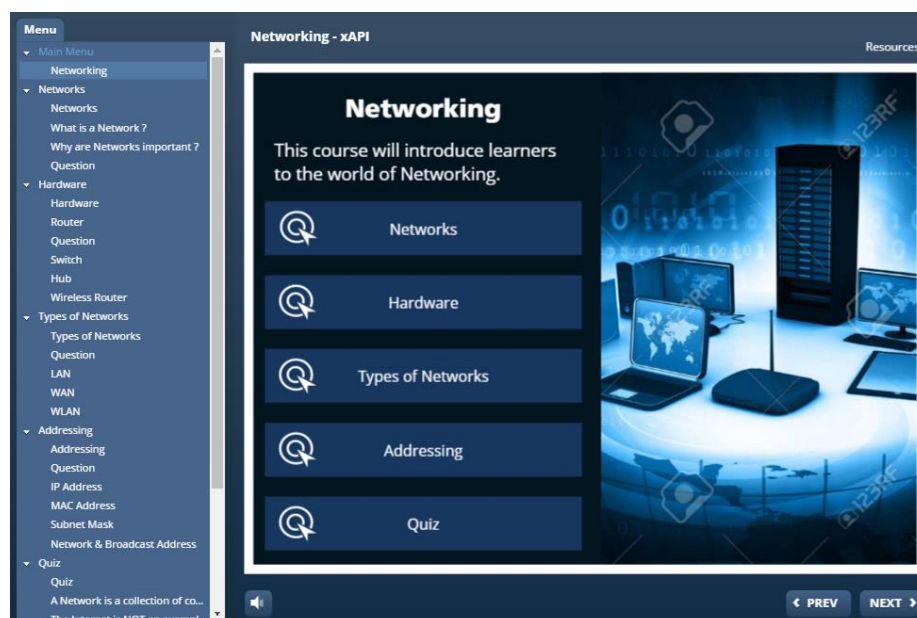 Menu
Main Menu
Networking
Networks
Networks
What is a Network ?
Why are Networks important ?
Question
Hardware
Hardware
Router
Question
Switch
Hub
Wireless Router
Types of Networks
Types of Networks
Question
LAN
WAN
WLAN
Addressing
Addressing
Question
IP Address
MAC Address
Subnet Mask
Network & Broadcast Address
Quiz
Quiz
A Network is a collection of co...
Networking - xAPI
Resources
Networking
This course will introduce learners
to the world of Networking.
Networks
Hardware
Types of Networks
Addressing
Quiz
123RF
123RF
PREV
NEXT